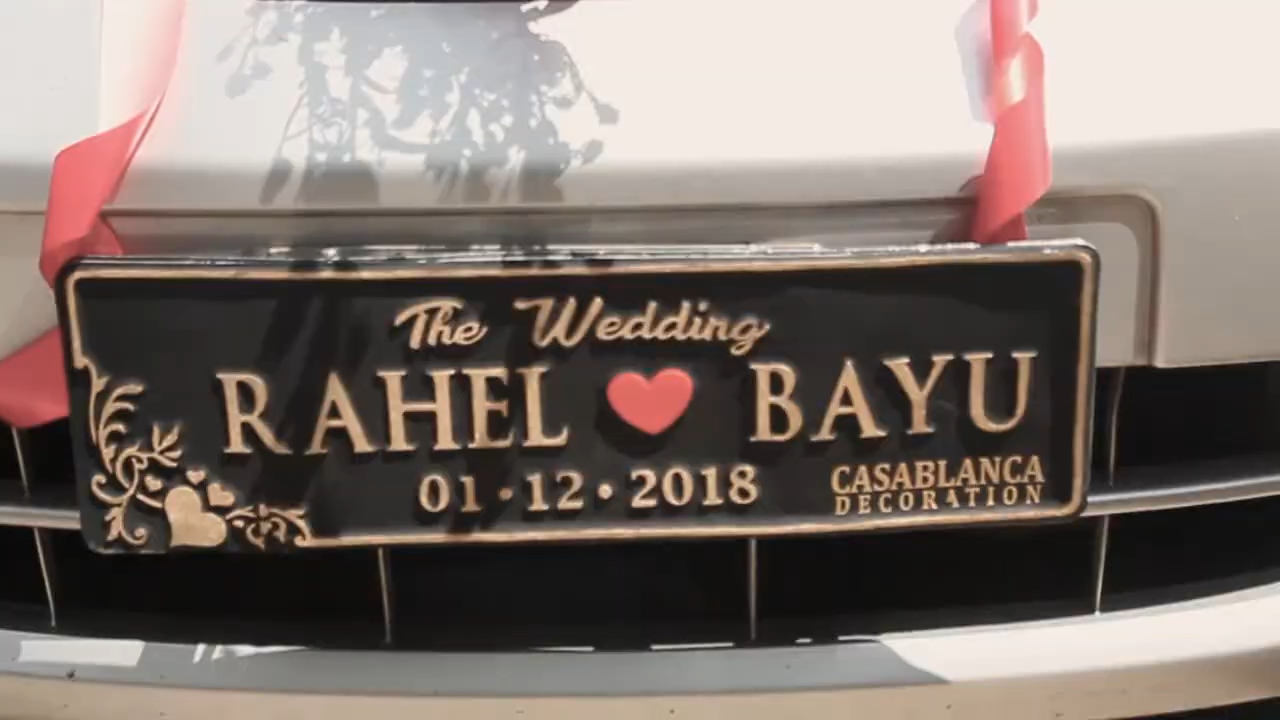 The Wedding
RAHEL BAYU
01·12·2018
CASABLANCA
DECORATION